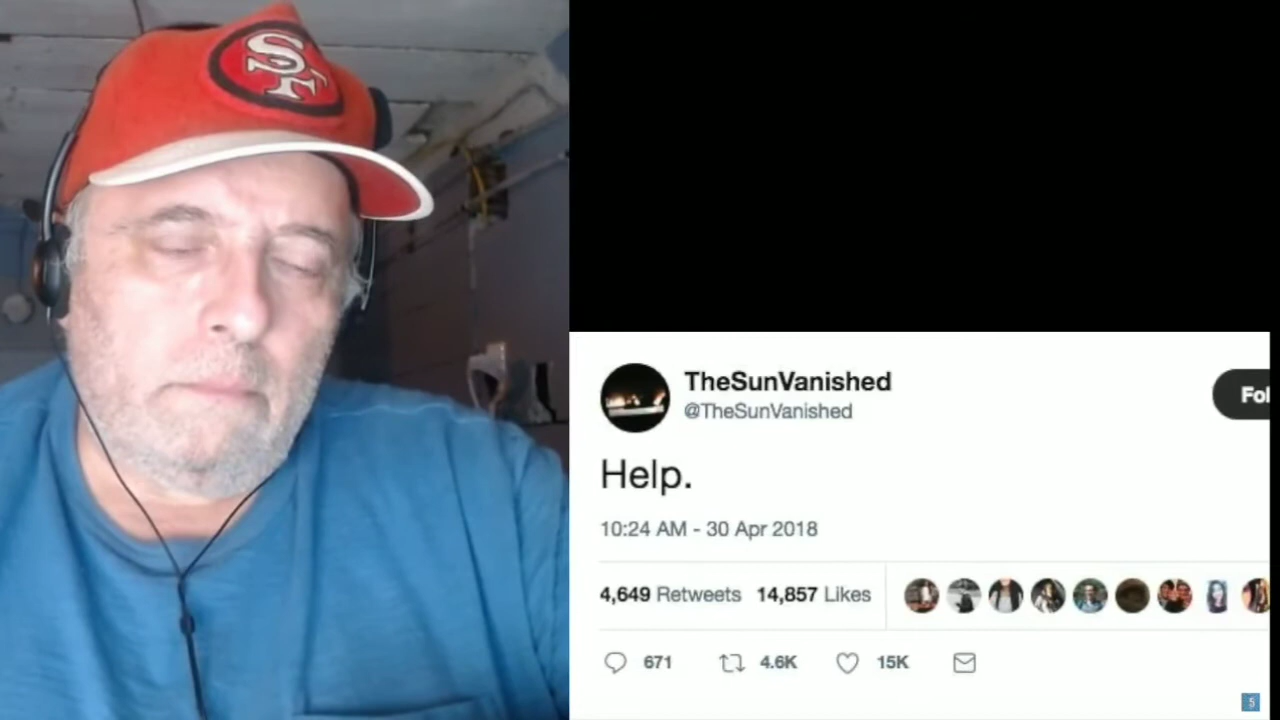 SF
TheSunVanished
@TheSunVanished
Fol
Help.
10:24 AM - 30 Apr 2018
4,649 Retweets 14,857 Likes
671 4.6K 15K
5